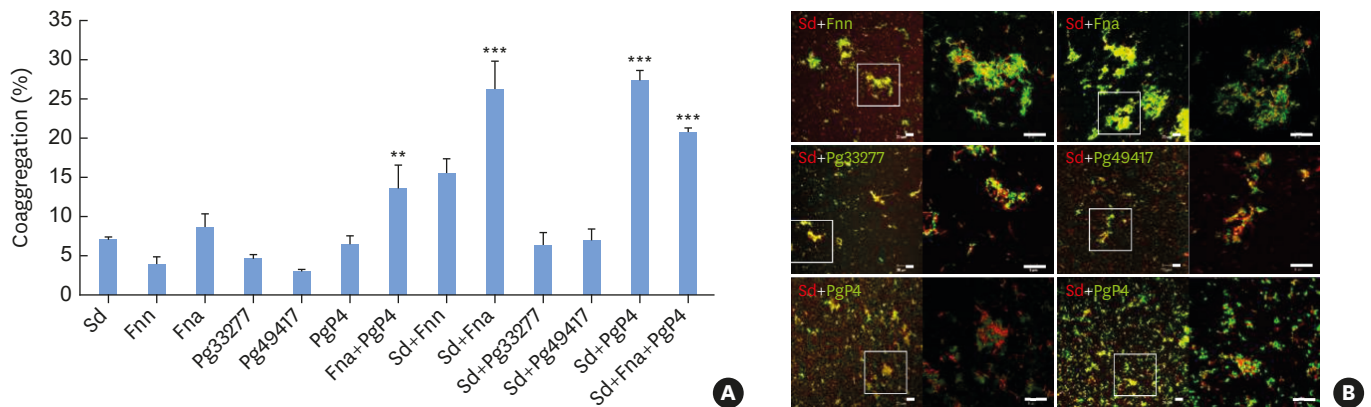 35
30
25
20
15
10
5
0
Coaggregation (%)
**
***
***
***
Sd
Fnn
Fna
Pg33277
Pg49417
PgP4
Fna+PgP4
Sd+Fnn
Sd+Fna
Sd+Pg33277
Sd+Pg49417
Sd+PgP4
Sd+Fna+PgP4
A
Sd+Fnn
Sd+Fna
Sd+Pg33277
Sd+Pg49417
Sd+PgP4
Sd+PgP4
B